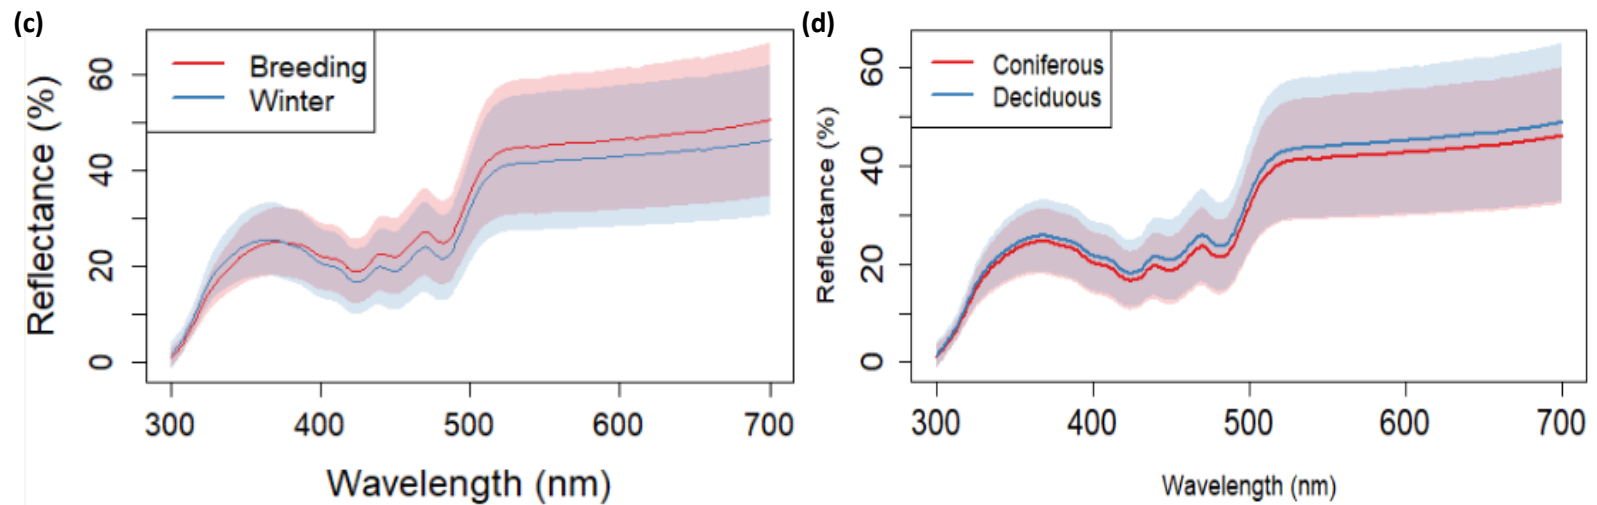 (c)
Breeding
Winter
Reflectance (%)
60
40
20
0
300 400 500 600 700
Wavelength (nm)
(d)
Coniferous
Deciduous
Reflectance (%)
60
40
20
0
300 400 500 600 700
Wavelength (nm)